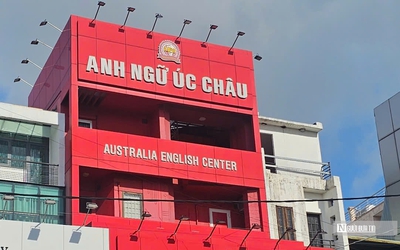 ANH NGỮ ÚC CHÂU
AUSTRALIA ENGLISH CENTER